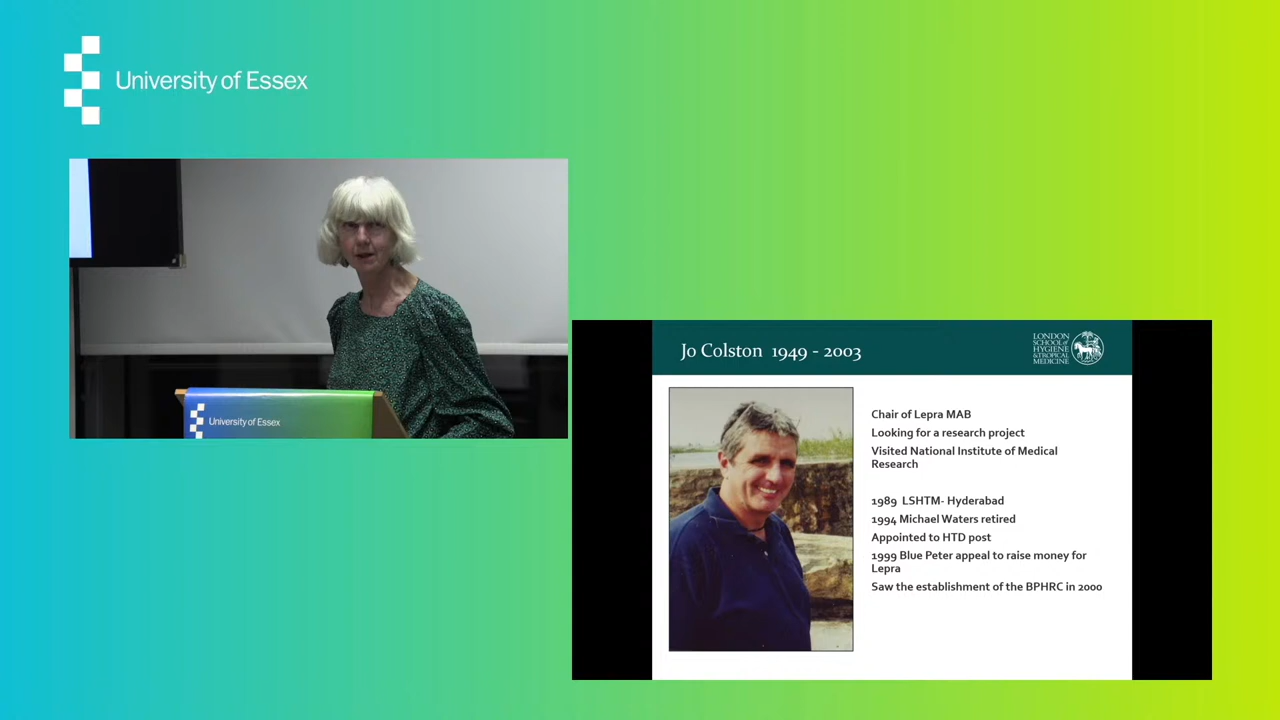 University of Essex
University of Essex
Jo Colston 1949 - 2003
LONDON
SCHOOL of
HYGIENE
& TROPICAL
MEDICINE
Chair of Lepra MAB
Looking for a research project
Visited National Institute of Medical
Research
1989 LSHTM- Hyderabad
1994 Michael Waters retired
Appointed to HTD post
1999 Blue Peter appeal to raise money for
Lepra
Saw the establishment of the BPHRC in 2000